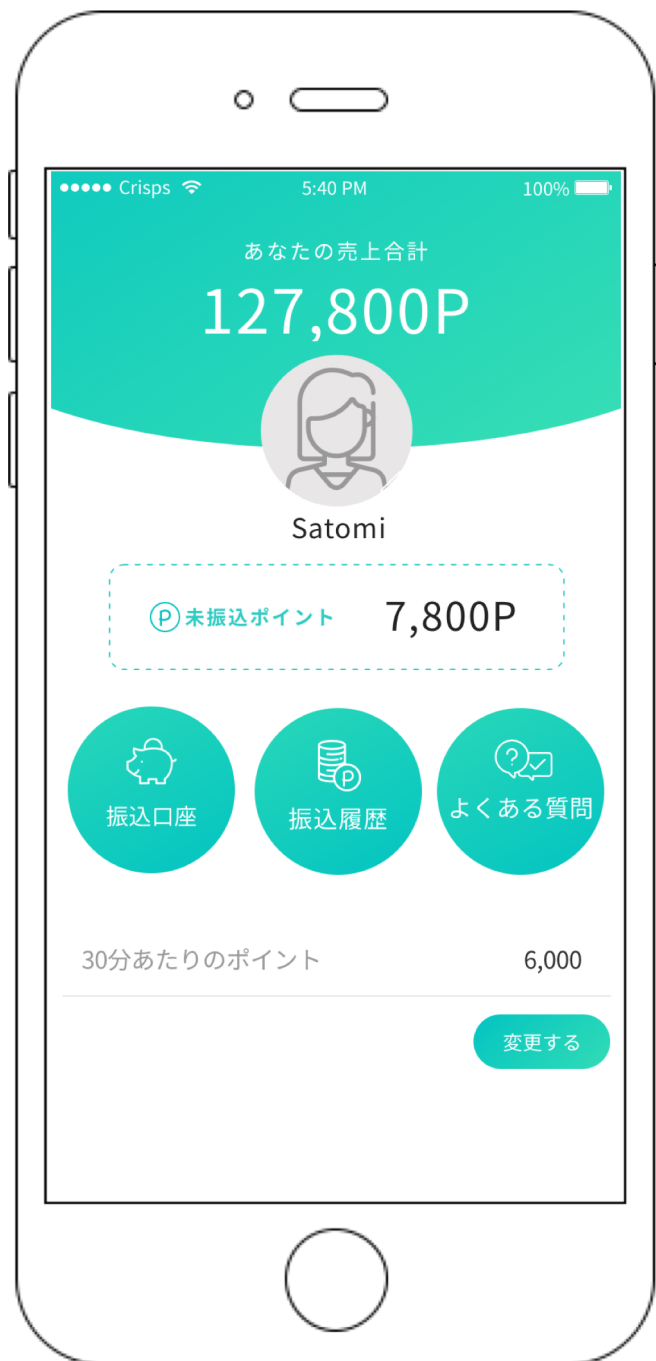 Crisps 5:40 PM 100%
あなたの売上合計
127,800P
Satomi
P 未振込ポイント 7,800P
振込口座
P
振込履歴
?
よくある質問
30分あたりのポイント 6,000
変更する